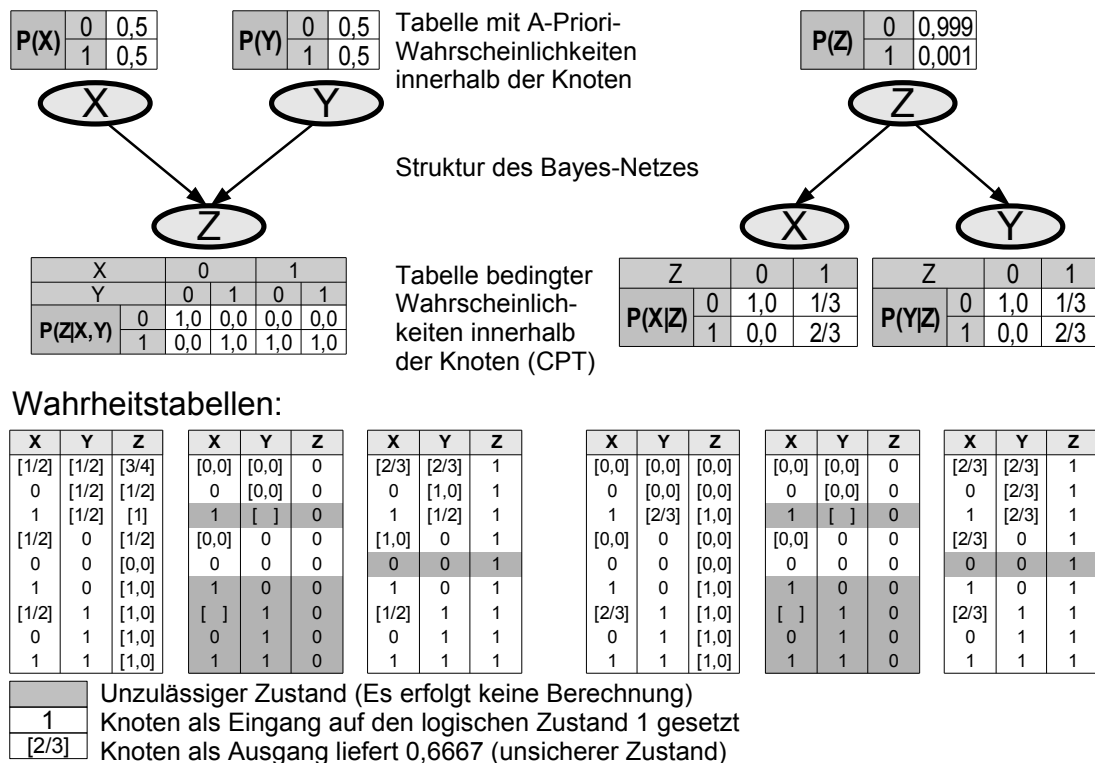 P(X) 0 0,5
1 0,5
P(Y) 0 0,5
1 0,5
Tabelle mit A-Priori-
Wahrscheinlichkeiten
innerhalb der Knoten
P(Z) 0 0,999
1 0,001
X Y Z
Struktur des Bayes-Netzes
Z X Y
X 0 1
Y 0 1 0 1
P(Z|X,Y) 0 1,0 0,0 0,0 0,0
1 0,0 1,0 1,0 1,0
Tabelle bedingter
Wahrscheinlich-
keiten innerhalb
der Knoten (CPT)
Z 0 1
P(X|Z) 0 1,0 1/3
1 0,0 2/3
Z 0 1
P(Y|Z) 0 1,0 1/3
1 0,0 2/3
Wahrheitstabellen:
X Y Z
[1/2] [1/2] [3/4]
0 [1/2] [1/2]
1 [1/2] [1]
[1/2] 0 [1/2]
0 0 [0,0]
1 0 [1,0]
[1/2] 1 [1,0]
0 1 [1,0]
1 1 [1,0]
X Y Z
[0,0] [0,0] 0
0 [0,0] 0
1 [ ] 0
[0,0] 0 0
0 0 0
1 0 0
[ ] 1 0
0 1 0
1 1 0
X Y Z
[2/3] [2/3] 1
0 [1,0] 1
1 [1/2] 1
[1,0] 0 1
0 0 1
1 0 1
[1/2] 1 1
0 1 1
1 1 1
X Y Z
[0,0] [0,0] [0,0]
0 [0,0] [0,0]
1 [2/3] [1,0]
[0,0] 0 [0,0]
0 0 [0,0]
1 0 [1,0]
[2/3] 1 [1,0]
0 1 [1,0]
1 1 [1,0]
X Y Z
[0,0] [0,0] 0
0 [0,0] 0
1 [ ] 0
[0,0] 0 0
0 0 0
1 0 0
[ ] 1 0
0 1 0
1 1 0
X Y Z
[2/3] [2/3] 1
0 [2/3] 1
1 [2/3] 1
[2/3] 0 1
0 0 1
1 0 1
[2/3] 1 1
0 1 1
1 1 1
Unzulässiger Zustand (Es erfolgt keine Berechnung)
1 Knoten als Eingang auf den logischen Zustand 1 gesetzt
[2/3] Knoten als Ausgang liefert 0,6667 (unsicherer Zustand)